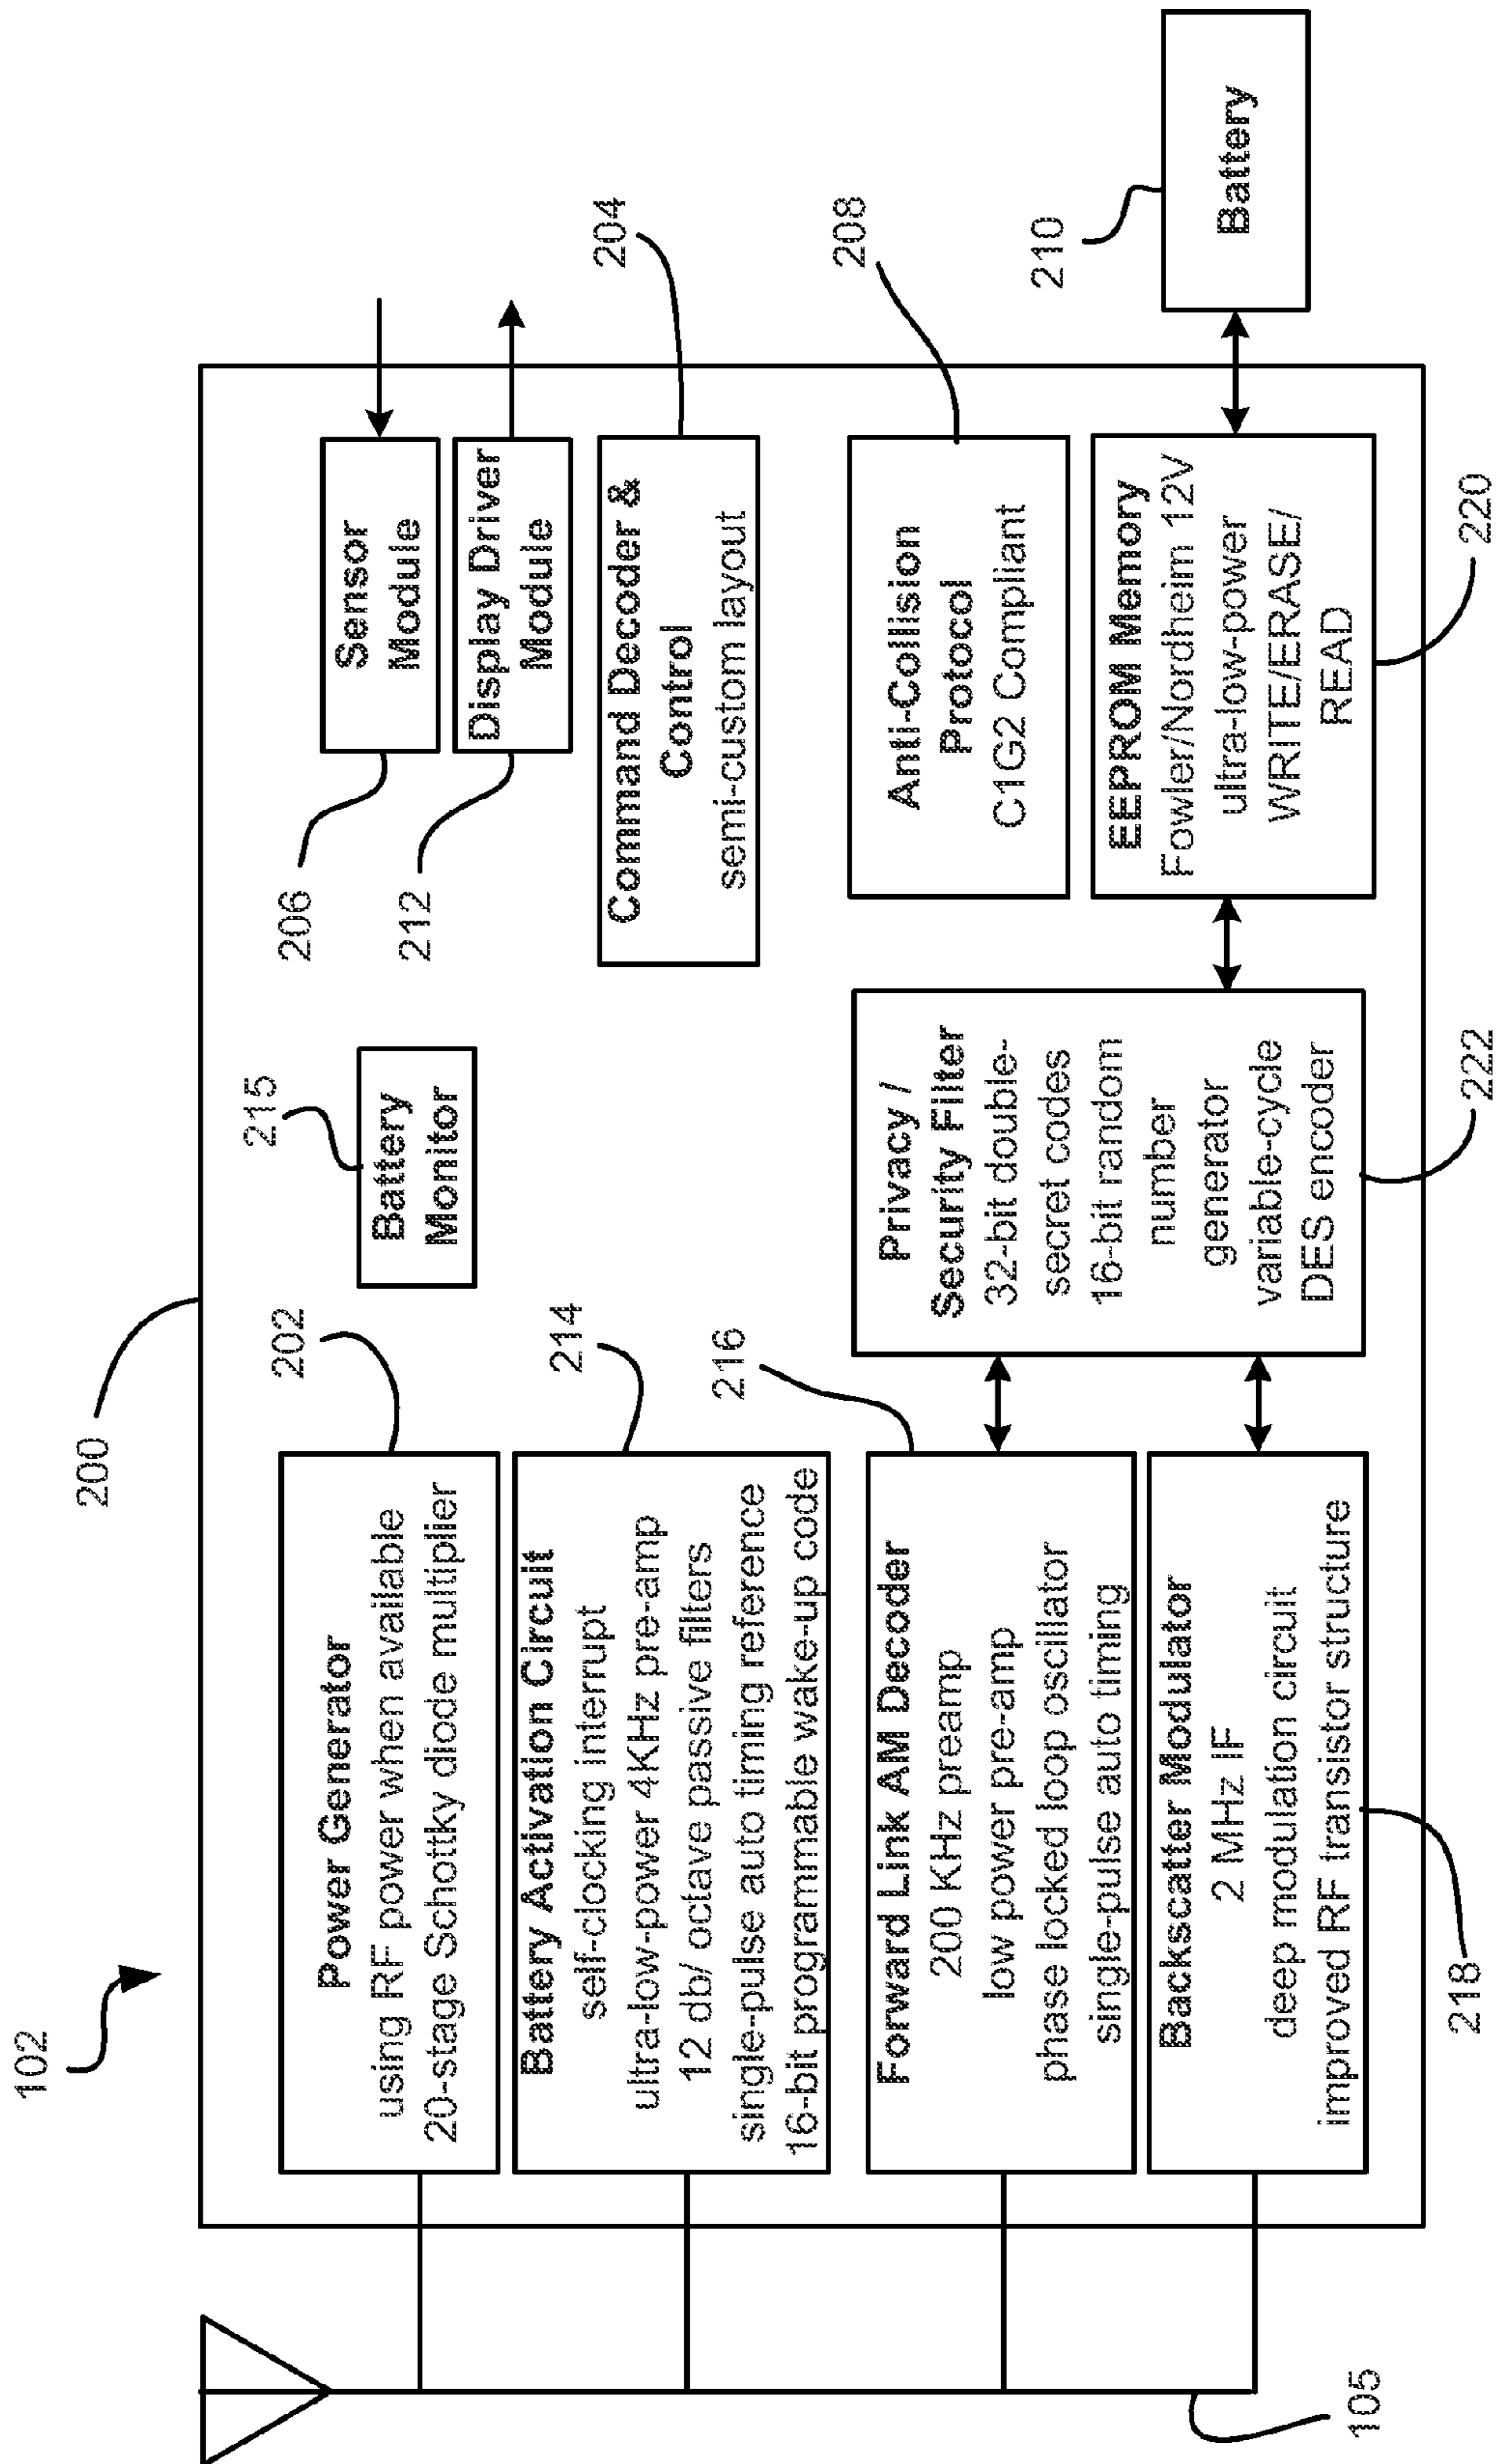 102
200
105
Power Generator
using RF power when available
20-stage Schottky diode multiplier
202
Battery Activation Circuit
self-clocking interrupt
ultra-low-power 4KHz pre-amp
12 db/ octave passive filters
single-pulse auto timing reference
16-bit programmable wake-up code
214
Forward Link AM Decoder
200 KHz preamp
low power pre-amp
phase locked loop oscillator
single-pulse auto timing
216
Backscatter Modulator
2 MHz IF
deep modulation circuit
improved RF transistor structure
218
215
Battery
Monitor
Privacy /
Security Filter
32-bit double-
secret codes
16-bit random
number
generator
variable-cycle
DES encoder
222
Sensor
Module
206
Display Driver
Module
212
Command Decoder &
Control
semi-custom layout
204
Anti-Collision
Protocol
C1G2 Compliant
208
EEPROM Memory
Fowler/Nordheim 12V
ultra-low-power
WRITE/ERASE/
READ
220
210
Battery